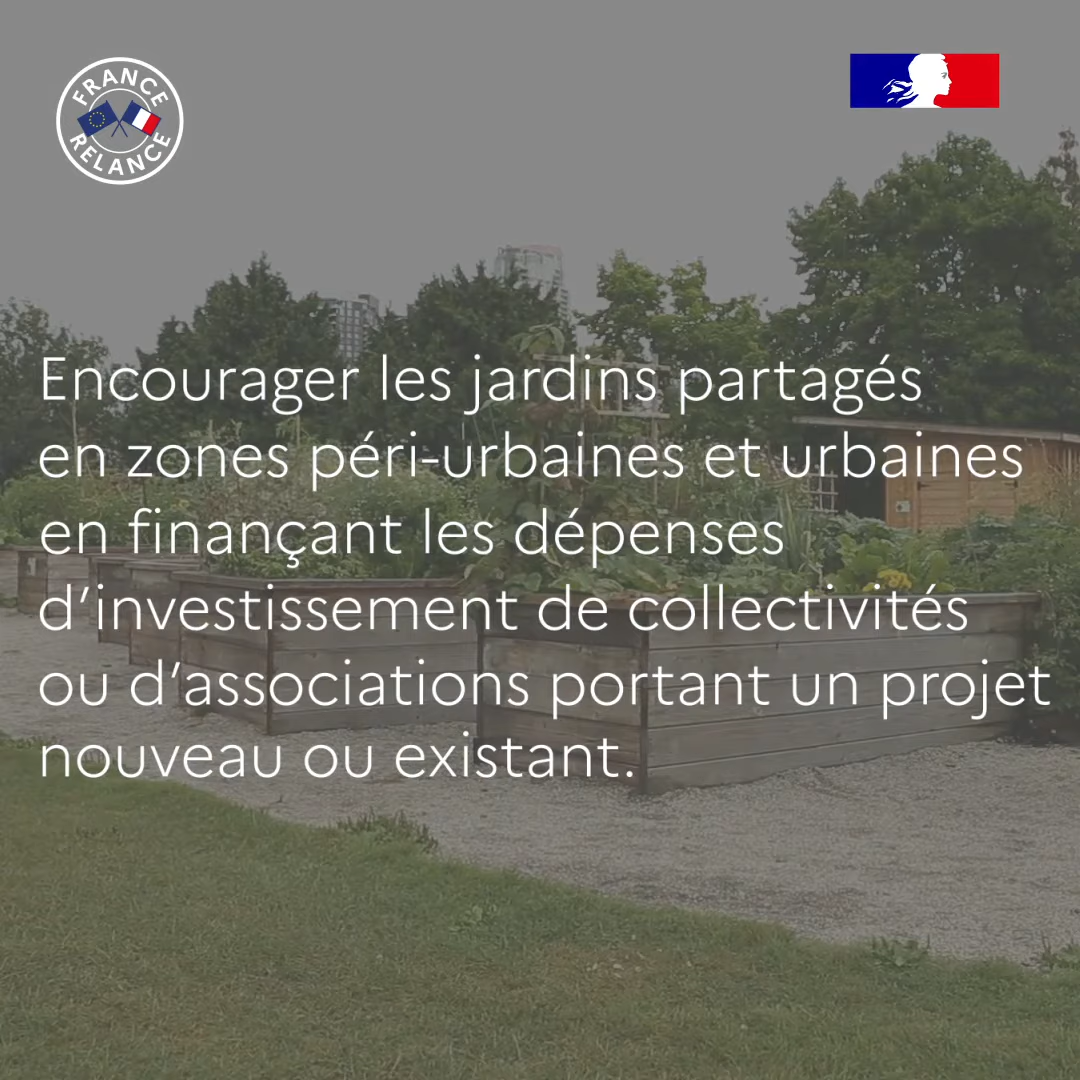 FRANCE
RELANCE
Encourager les jardins partagés
en zones péri-urbaines et urbaines
en finançant les dépenses
d’investissement de collectivités
ou d’associations portant un projet
nouveau ou existant.